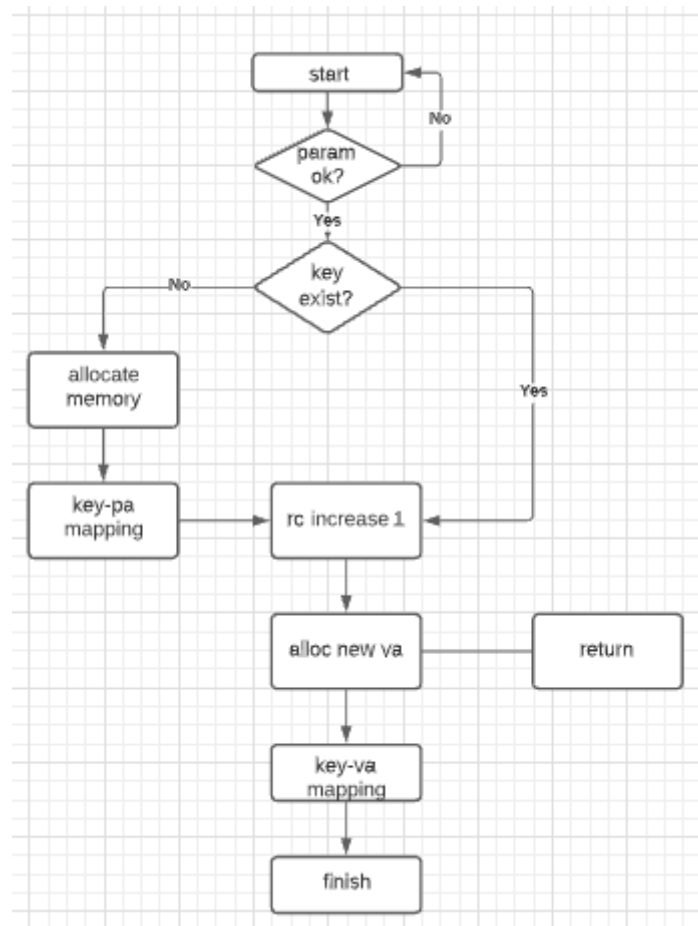 start
No
param
ok?
Yes
key
exist?
No
allocate
memory
Yes
key-pa
mapping
rc increase 1
alloc new va
return
key-va
mapping
finish